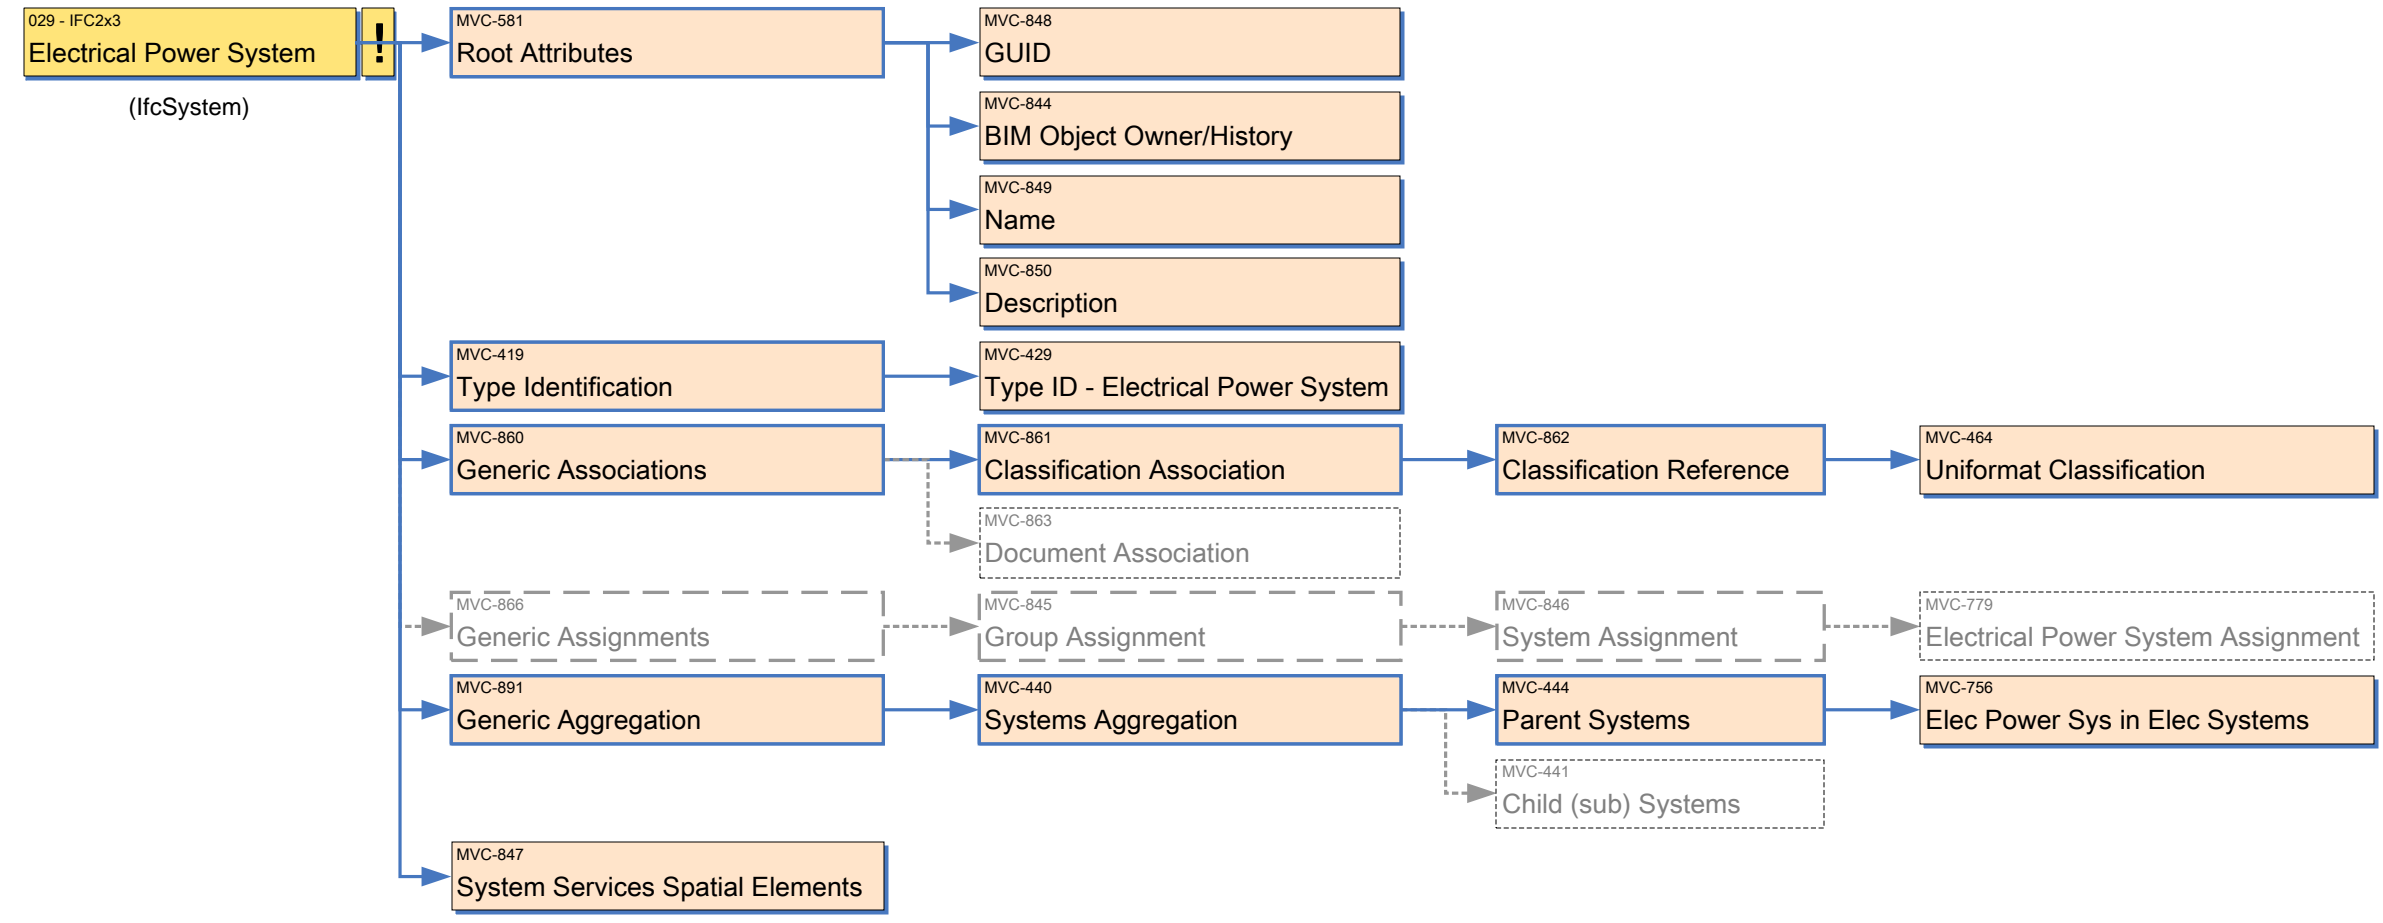 029 - IFC2x3
Electrical Power System
!
(IfcSystem)
MVC-581
Root Attributes
MVC-848
GUID
MVC-844
BIM Object Owner/History
MVC-849
Name
MVC-850
Description
MVC-419
Type Identification
MVC-429
Type ID - Electrical Power System
MVC-860
Generic Associations
MVC-861
Classification Association
MVC-862
Classification Reference
MVC-464
Uniformat Classification
MVC-863
Document Association
MVC-866
Generic Assignments
MVC-845
Group Assignment
MVC-846
System Assignment
MVC-779
Electrical Power System Assignment
MVC-891
Generic Aggregation
MVC-440
Systems Aggregation
MVC-444
Parent Systems
MVC-756
Elec Power Sys in Elec Systems
MVC-441
Child (sub) Systems
MVC-847
System Services Spatial Elements